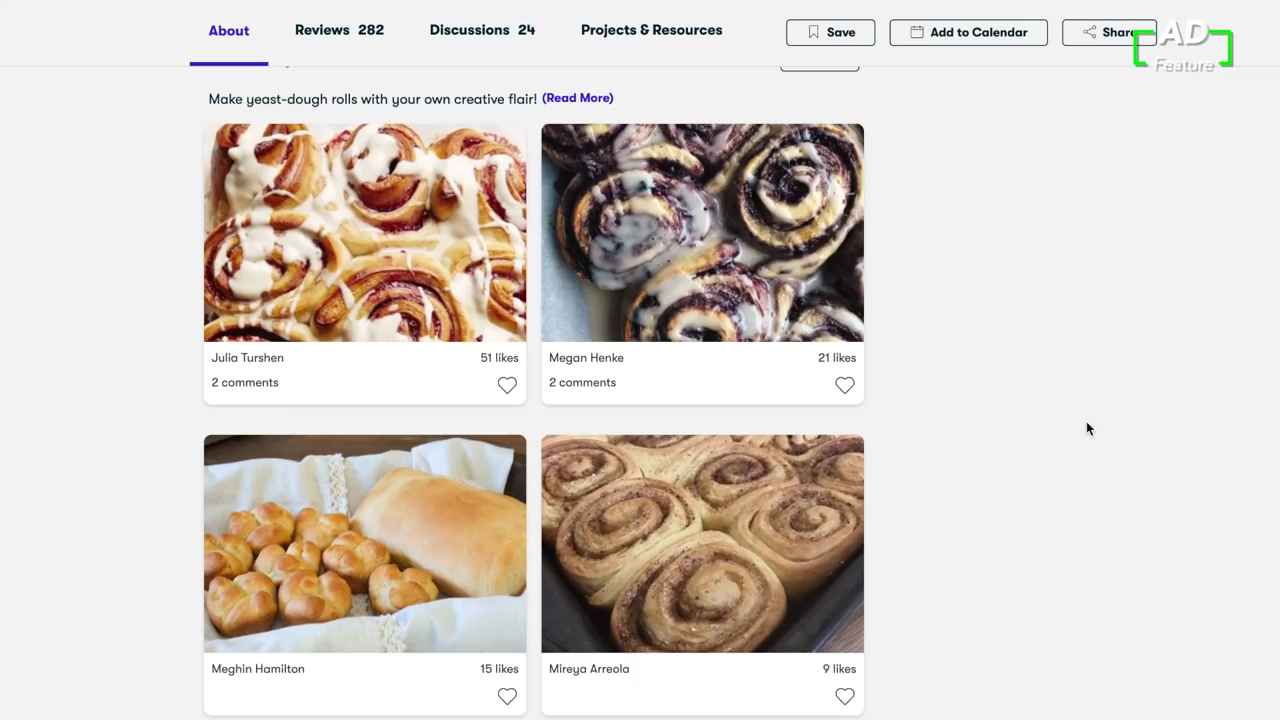 About
Reviews 282
Discussions 24
Projects & Resources
Save
Add to Calendar
Share
AD
Feature
Make yeast-dough rolls with your own creative flair! (Read More)
Julia Turshen 51 likes
2 comments
Megan Henke 21 likes
2 comments
Meghin Hamilton 15 likes
Mireya Arreola 9 likes